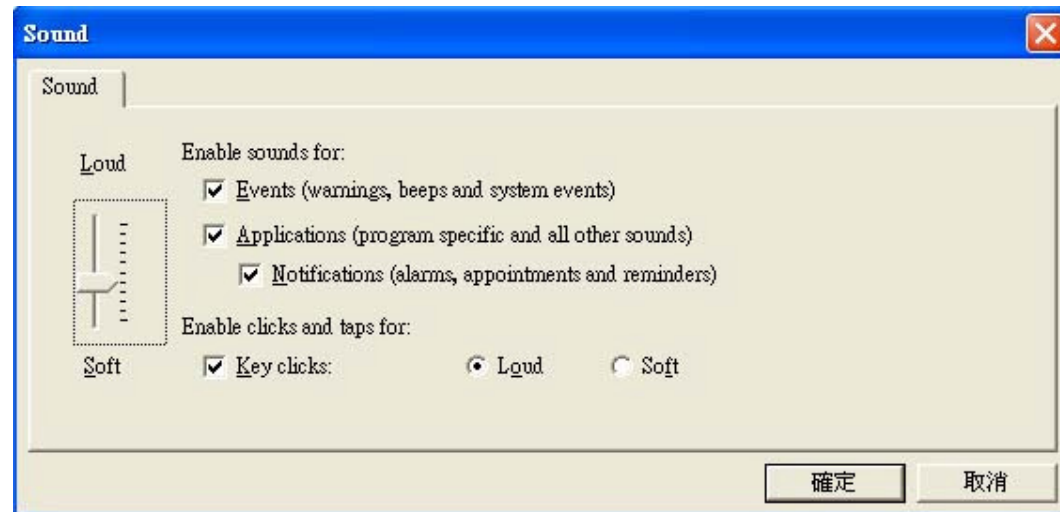 Sound
Sound
Loud
Enable sounds for:
Events (warnings, beeps and system events)
Applications (program specific and all other sounds)
Notifications (alarms, appointments and reminders)
Enable clicks and taps for:
Soft
Key clicks:
Loud
Soft
確定
取消